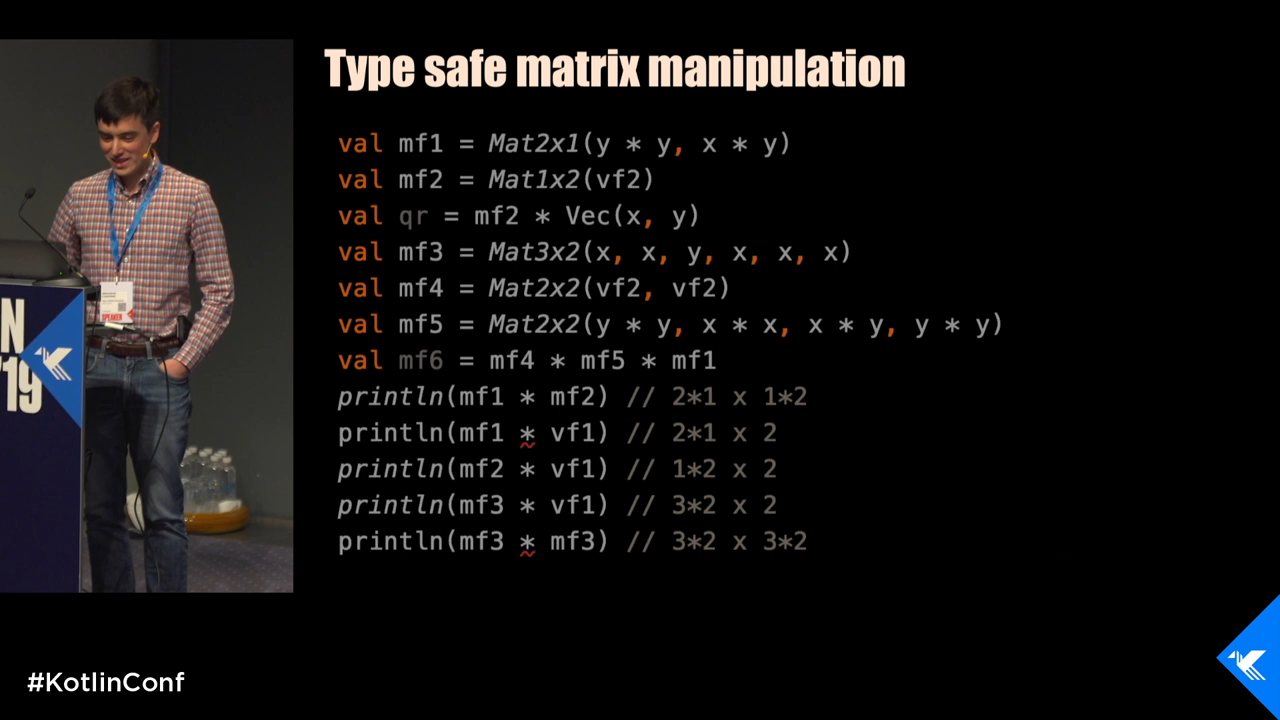 Type safe matrix manipulation
val mf1 = Mat2x1(y * y, x * y)
val mf2 = Mat1x2(vf2)
val qr = mf2 * Vec(x, y)
val mf3 = Mat3x2(x, x, y, x, x, x)
val mf4 = Mat2x2(vf2, vf2)
val mf5 = Mat2x2(y * y, x * x, x * y, y * y)
val mf6 = mf4 * mf5 * mf1
println(mf1 * mf2) // 2*1 x 1*2
println(mf1 * vf1) // 2*1 x 2
println(mf2 * vf1) // 1*2 x 2
println(mf3 * vf1) // 3*2 x 2
println(mf3 * mf3) // 3*2 x 3*2
SPEAKER
N
'19
#KotlinConf